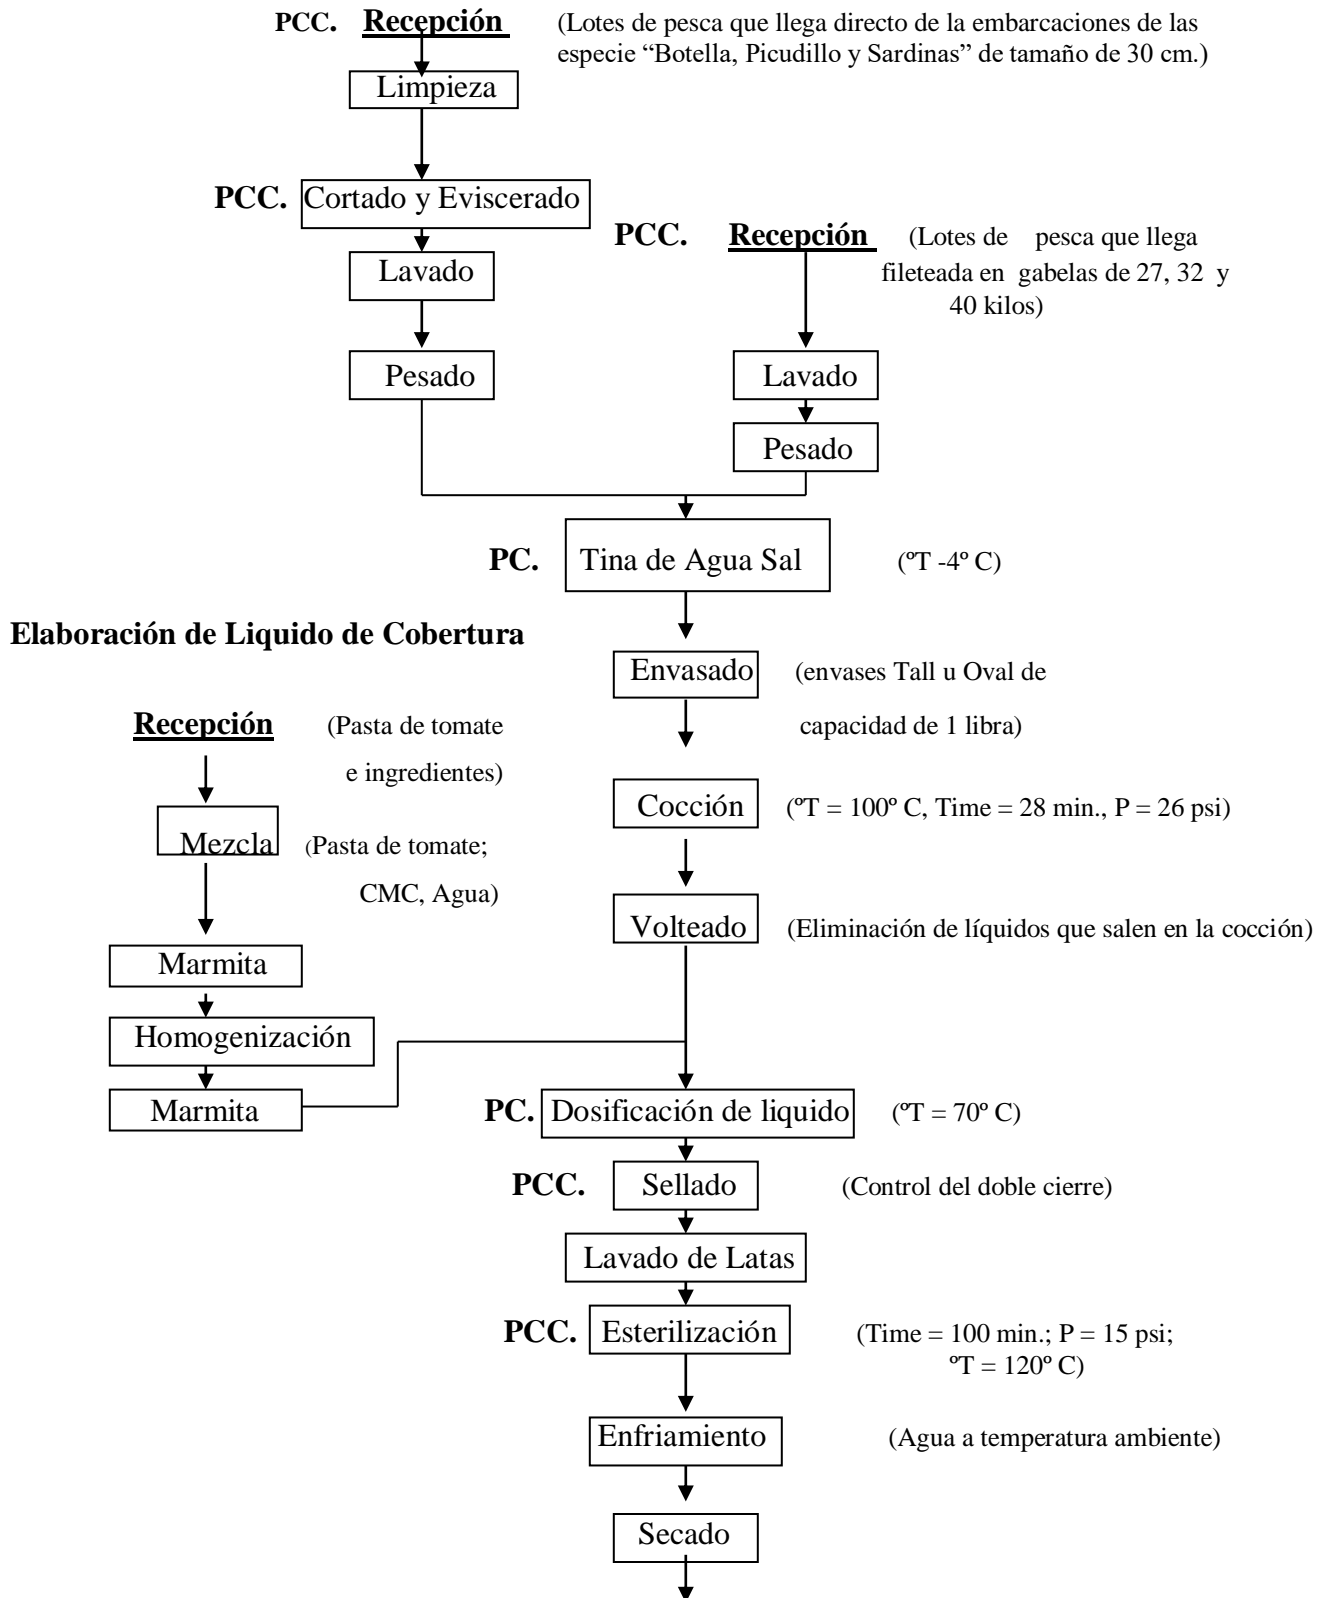 PCC. Recepción (Lotes de pesca que llega directo de la embarcaciones de las
especie “Botella, Picudillo y Sardinas” de tamaño de 30 cm.)
Limpieza
PCC. Cortado y Eviscerado
PCC. Recepción (Lotes de pesca que llega
fileteada en gabelas de 27, 32 y
40 kilos)
Lavado
Pesado
Lavado
Pesado
PC. Tina de Agua Sal (ºT -4º C)
Elaboración de Liquido de Cobertura
Envasado (envases Tall u Oval de
capacidad de 1 libra)
Recepción (Pasta de tomate
e ingredientes)
Cocción (ºT = 100º C, Time = 28 min., P = 26 psi)
Mezcla (Pasta de tomate;
CMC, Agua)
Volteado (Eliminación de líquidos que salen en la cocción)
Marmita
Homogenización
Marmita
PC. Dosificación de liquido (ºT = 70º C)
PCC. Sellado (Control del doble cierre)
Lavado de Latas
PCC. Esterilización (Time = 100 min.; P = 15 psi;
ºT = 120º C)
Enfriamiento (Agua a temperatura ambiente)
Secado